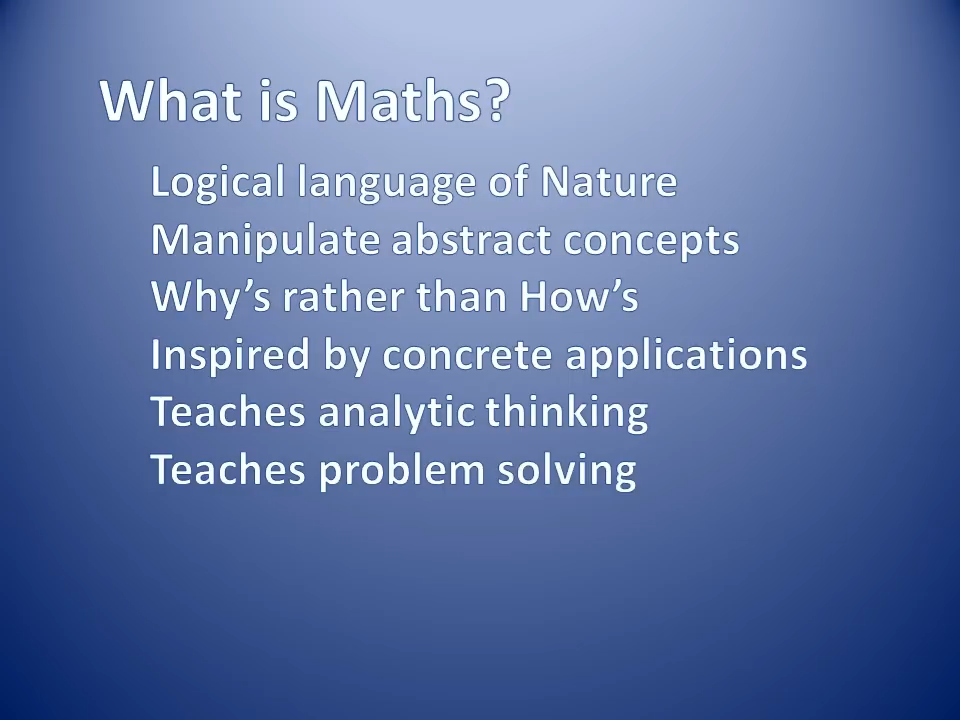 What is Maths?
Logical language of Nature
Manipulate abstract concepts
Why’s rather than How’s
Inspired by concrete applications
Teaches analytic thinking
Teaches problem solving